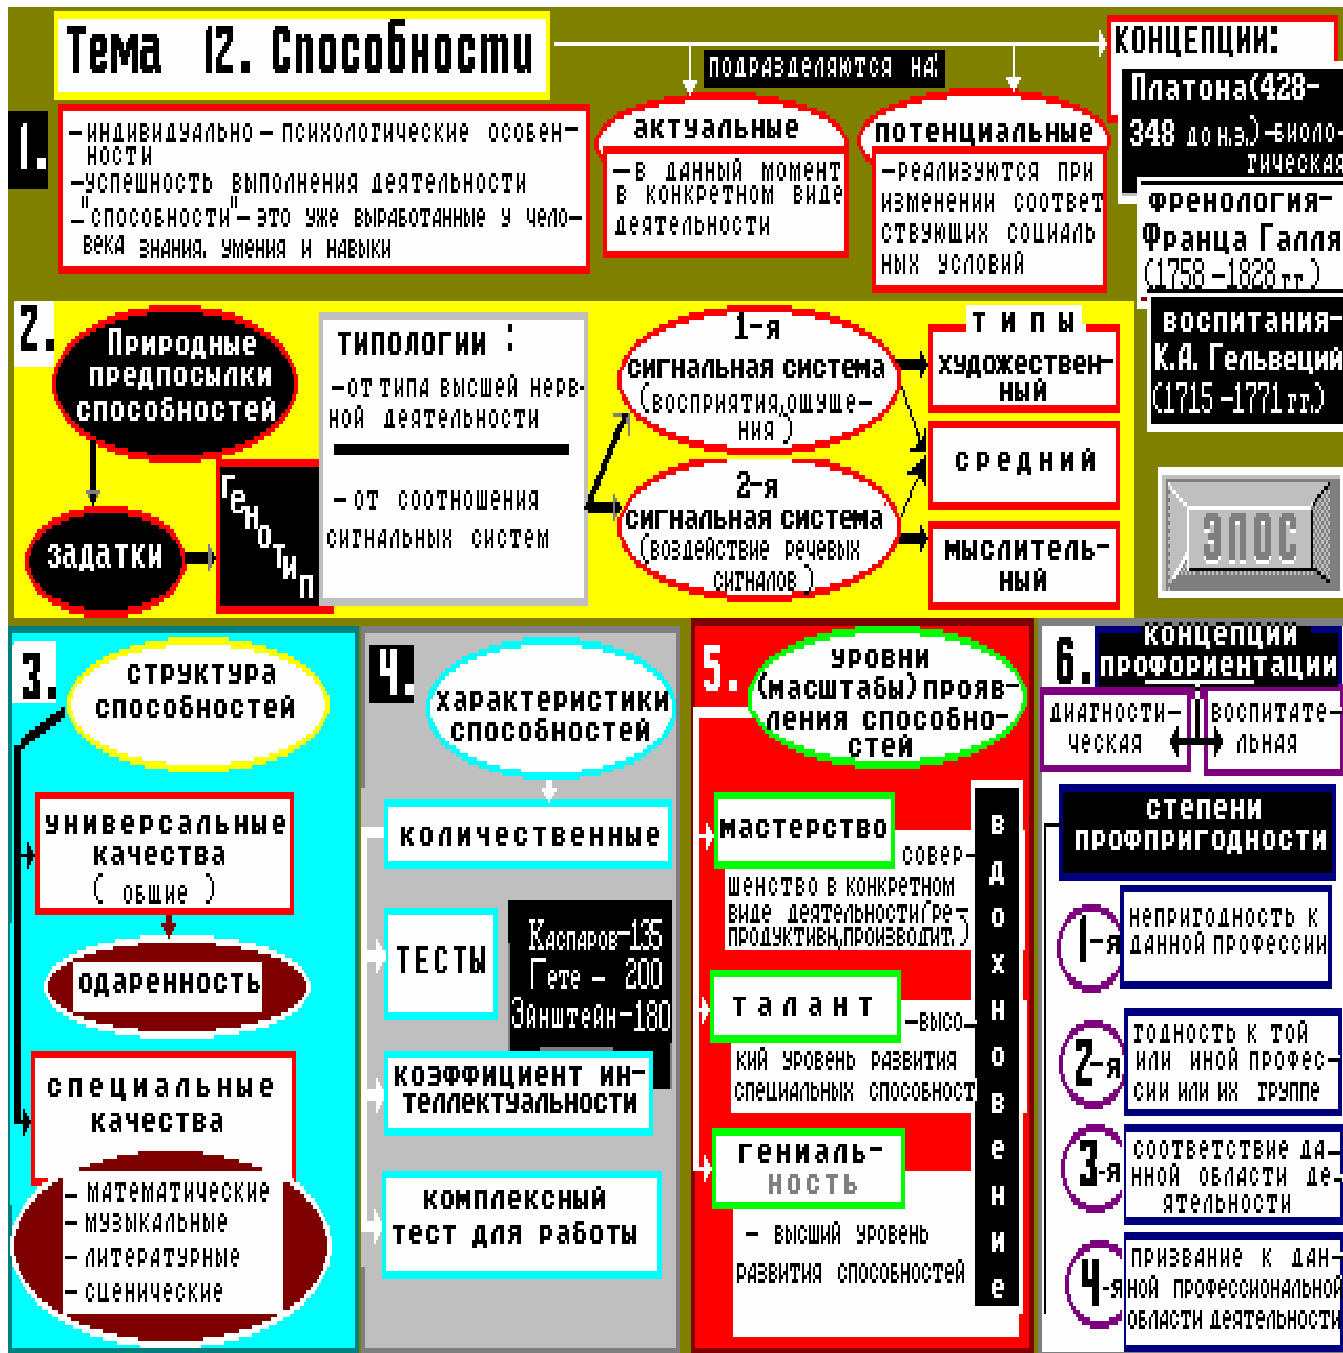 Тема 12. Способности
подразделяются на:
КОНЦЕПЦИИ:
Платона(428-
348 до н.э.)-биоло-
гическая
френология-
Франца Галля
(1758-1828 гг.)
воспитания-
К.А. Гельвеций
(1715-1771 гг.)
1.
-индивидуально - психологические особен-
ности
-успешность выполнения деятельности
-"способности"-это уже выработанные у чело-
века знания, умения и навыки
актуальные
-в данный момент
в конкретном виде
деятельности
потенциальные
-реализуются при
изменении соответ
ствующих социаль
ных условий
2.
Природные
предпосылки
способностей
задатки
Генотип
типологии :
-от типа высшей нерв-
ной деятельности
- от соотношения
сигнальных систем
1-я
сигнальная система
(восприятия,ощуще-
ния)
2-я
сигнальная система
(воздействие речевых
сигналов)
типы
художествен-
ный
средний
мыслитель-
ный
ЭПОС
3.
структура
способностей
универсальные
качества
( общие )
одаренность
специальные
качества
- математические
- музыкальные
- литературные
- сценические
4.
характеристики
способностей
количественные
ТЕСТЫ
Каспаров-135
Гете - 200
Эйнштейн-180
коэффициент ин-
теллектуальности
комплексный
тест для работы
5.
уровни
(масштабы)прояв-
ления способно-
стей
мастерство
совер-
шенство в конкретном
виде деятельности(ре-
продуктивн,производит.)
талант
-высо-
кий уровень развития
специальных способност
гениаль-
ность
- высший уровень
развития способностей
вдохновение
6.
концепции
профориентации
диагности-
ческая
воспитате-
льная
степени
профпригодности
1-я
непригодность к
данной профессии
2-я
годность к той
или иной профес-
сии или их группе
3-я
соответствие да-
нной области де-
ятельности
4-я
призвание к дан-
ной профессиональной
области деятельности